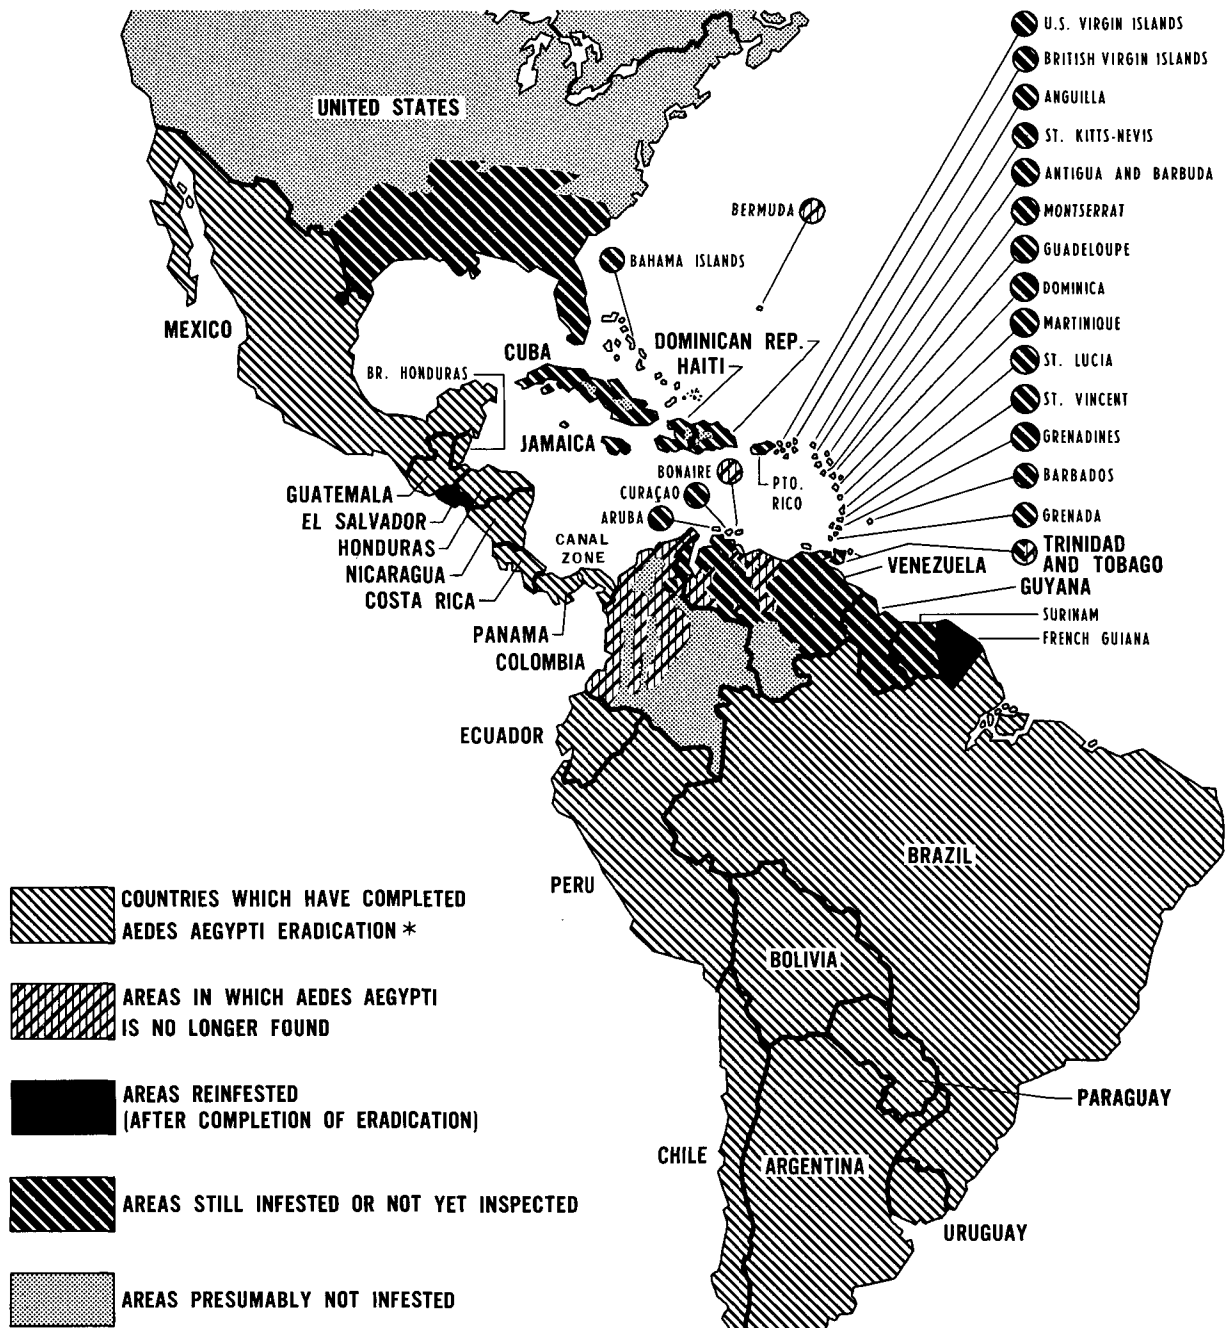 U.S. VIRGIN ISLANDS
BRITISH VIRGIN ISLANDS
ANGUILLA
ST. KITTS-NEVIS
ANTIGUA AND BARBUDA
MONTSERRAT
GUADELOUPE
DOMINICA
MARTINIQUE
ST. LUCIA
ST. VINCENT
GRENADINES
BARBADOS
GRENADA
TRINIDAD
AND TOBAGO
UNITED STATES
BERMUDA
BAHAMA ISLANDS
MEXICO
DOMINICAN REP.
HAITI
CUBA
BR. HONDURAS
JAMAICA
BONAIRE
CURAÇAO
ARUBA
PTO.
RICO
GUATEMALA
EL SALVADOR
HONDURAS
NICARAGUA
COSTA RICA
CANAL
ZONE
PANAMA
COLOMBIA
VENEZUELA
GUYANA
SURINAM
FRENCH GUIANA
ECUADOR
BRAZIL
PERU
BOLIVIA
PARAGUAY
CHILE
ARGENTINA
URUGUAY
COUNTRIES WHICH HAVE COMPLETED
AEDES AEGYPTI ERADICATION *
AREAS IN WHICH AEDES AEGYPTI
IS NO LONGER FOUND
AREAS REINFESTED
(AFTER COMPLETION OF ERADICATION)
AREAS STILL INFESTED OR NOT YET INSPECTED
AREAS PRESUMABLY NOT INFESTED